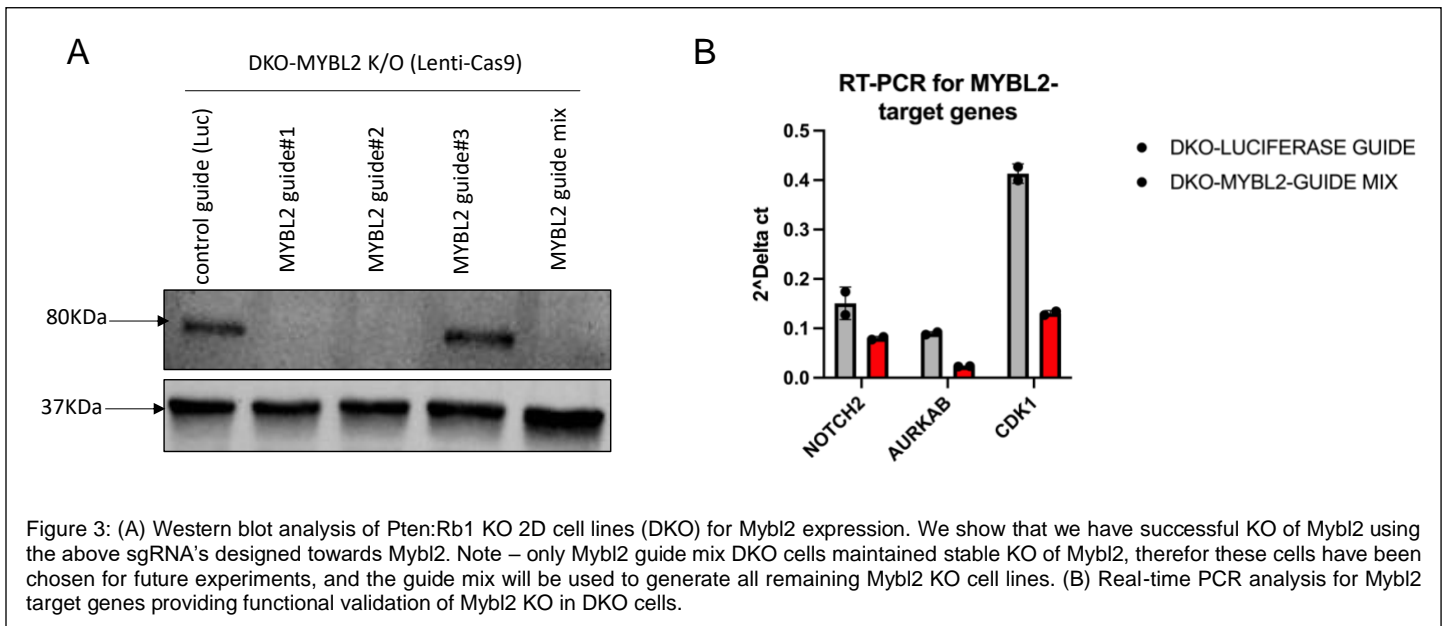 A
DKO-MYBL2 K/O (Lenti-Cas9)
control guide (Luc)
MYBL2 guide#1
MYBL2 guide#2
MYBL2 guide#3
MYBL2 guide mix
80KDa
37KDa
B
RT-PCR for MYBL2-
target genes
2^Delta ct
0.5
0.4
0.3
0.2
0.1
0.0
NOTCH2
AURKAB
CDK1
DKO-LUCIFERASE GUIDE
DKO-MYBL2-GUIDE MIX
Figure 3: (A) Western blot analysis of Pten:Rb1 KO 2D cell lines (DKO) for Mybl2 expression. We show that we have successful KO of Mybl2 using
the above sgRNA's designed towards Mybl2. Note – only Mybl2 guide mix DKO cells maintained stable KO of Mybl2, therefor these cells have been
chosen for future experiments, and the guide mix will be used to generate all remaining Mybl2 KO cell lines. (B) Real-time PCR analysis for Mybl2
target genes providing functional validation of Mybl2 KO in DKO cells.